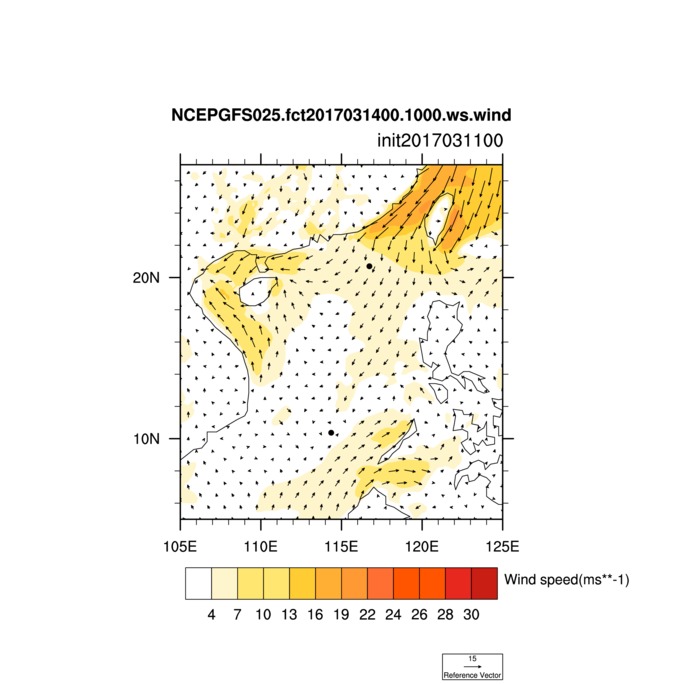 NCEPGFS025.fct2017031400.1000.ws.wind
init2017031100
20N
10N
105E 110E 115E 120E 125E
Wind speed(ms**-1)
4 7 10 13 16 19 22 24 26 28 30
15
Reference Vector